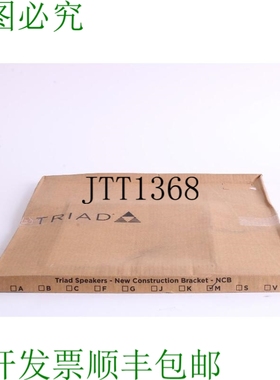 图必究
JTT1368
TRIAD
Triad Speakers - New Construction Bracket - NCB
A B C F G J K M S V
开发票顺丰包邮